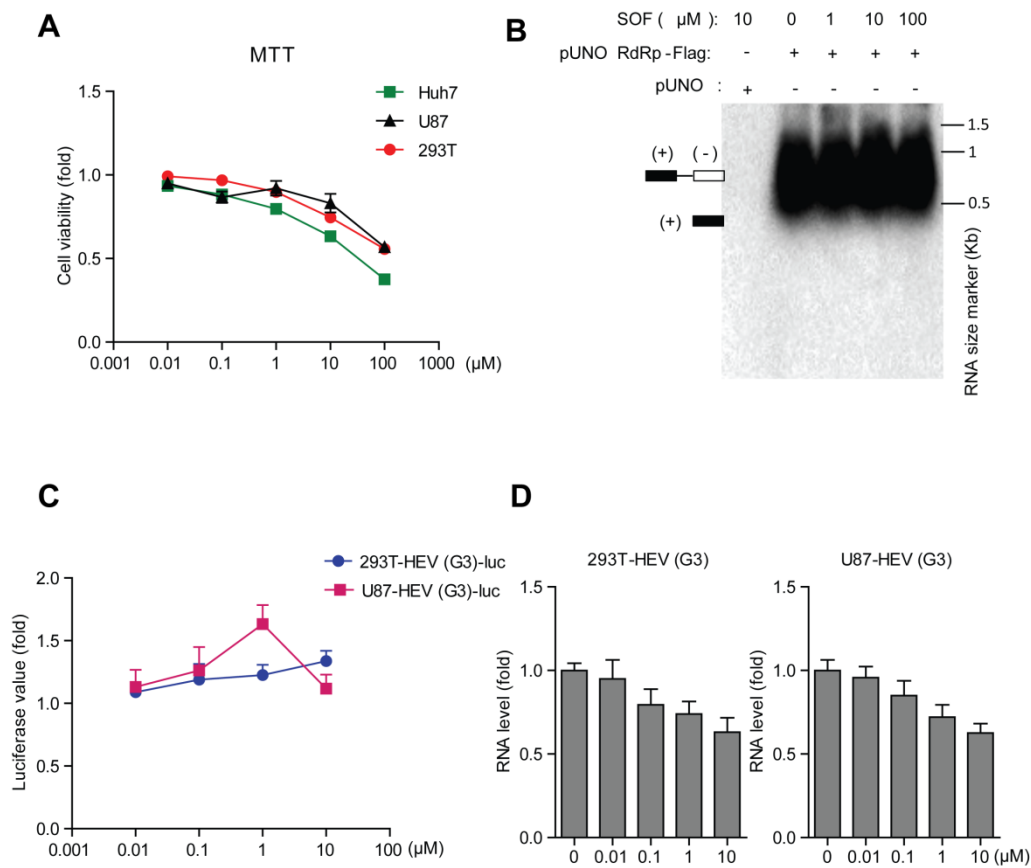 A
MTT
Huh7
U87
293T
Cell viability (fold)
1.5
1.0
0.5
0.0
0.001 0.01 0.1 1 10 100 1000 (µM)
B
SOF ( µM ): 10 0 1 10 100
pUNO RdRp -Flag: - + + + +
pUNO : + - - - -
(+) (-)
(+)
1.5
1
0.5
RNA size marker (Kb)
C
293T-HEV (G3)-luc
U87-HEV (G3)-luc
Luciferase value (fold)
2.0
1.5
1.0
0.5
0.0
0.001 0.01 0.1 1 10 100 (µM)
D
293T-HEV (G3)
RNA level (fold)
1.5
1.0
0.5
0.0
0 0.01 0.1 1 10
U87-HEV (G3)
RNA level (fold)
1.5
1.0
0.5
0.0
0 0.01 0.1 1 10 (µM)